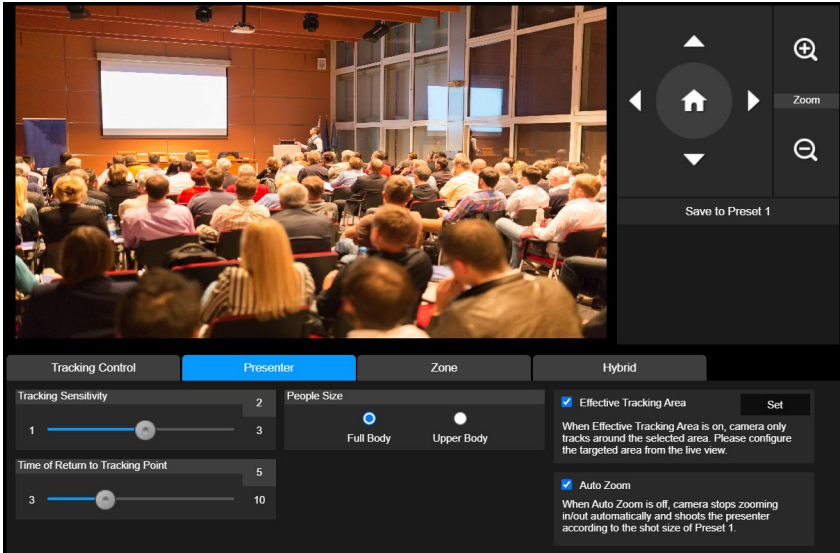 Zoom
Save to Preset 1
Tracking Control
Presenter
Zone
Hybrid
Tracking Sensitivity
2
1
3
Time of Return to Tracking Point
5
3
10
People Size
Full Body
Upper Body
Effective Tracking Area
Set
When Effective Tracking Area is on, camera only
tracks around the selected area. Please configure
the targeted area from the live view.
Auto Zoom
When Auto Zoom is off, camera stops zooming
in/out automatically and shoots the presenter
according to the shot size of Preset 1.